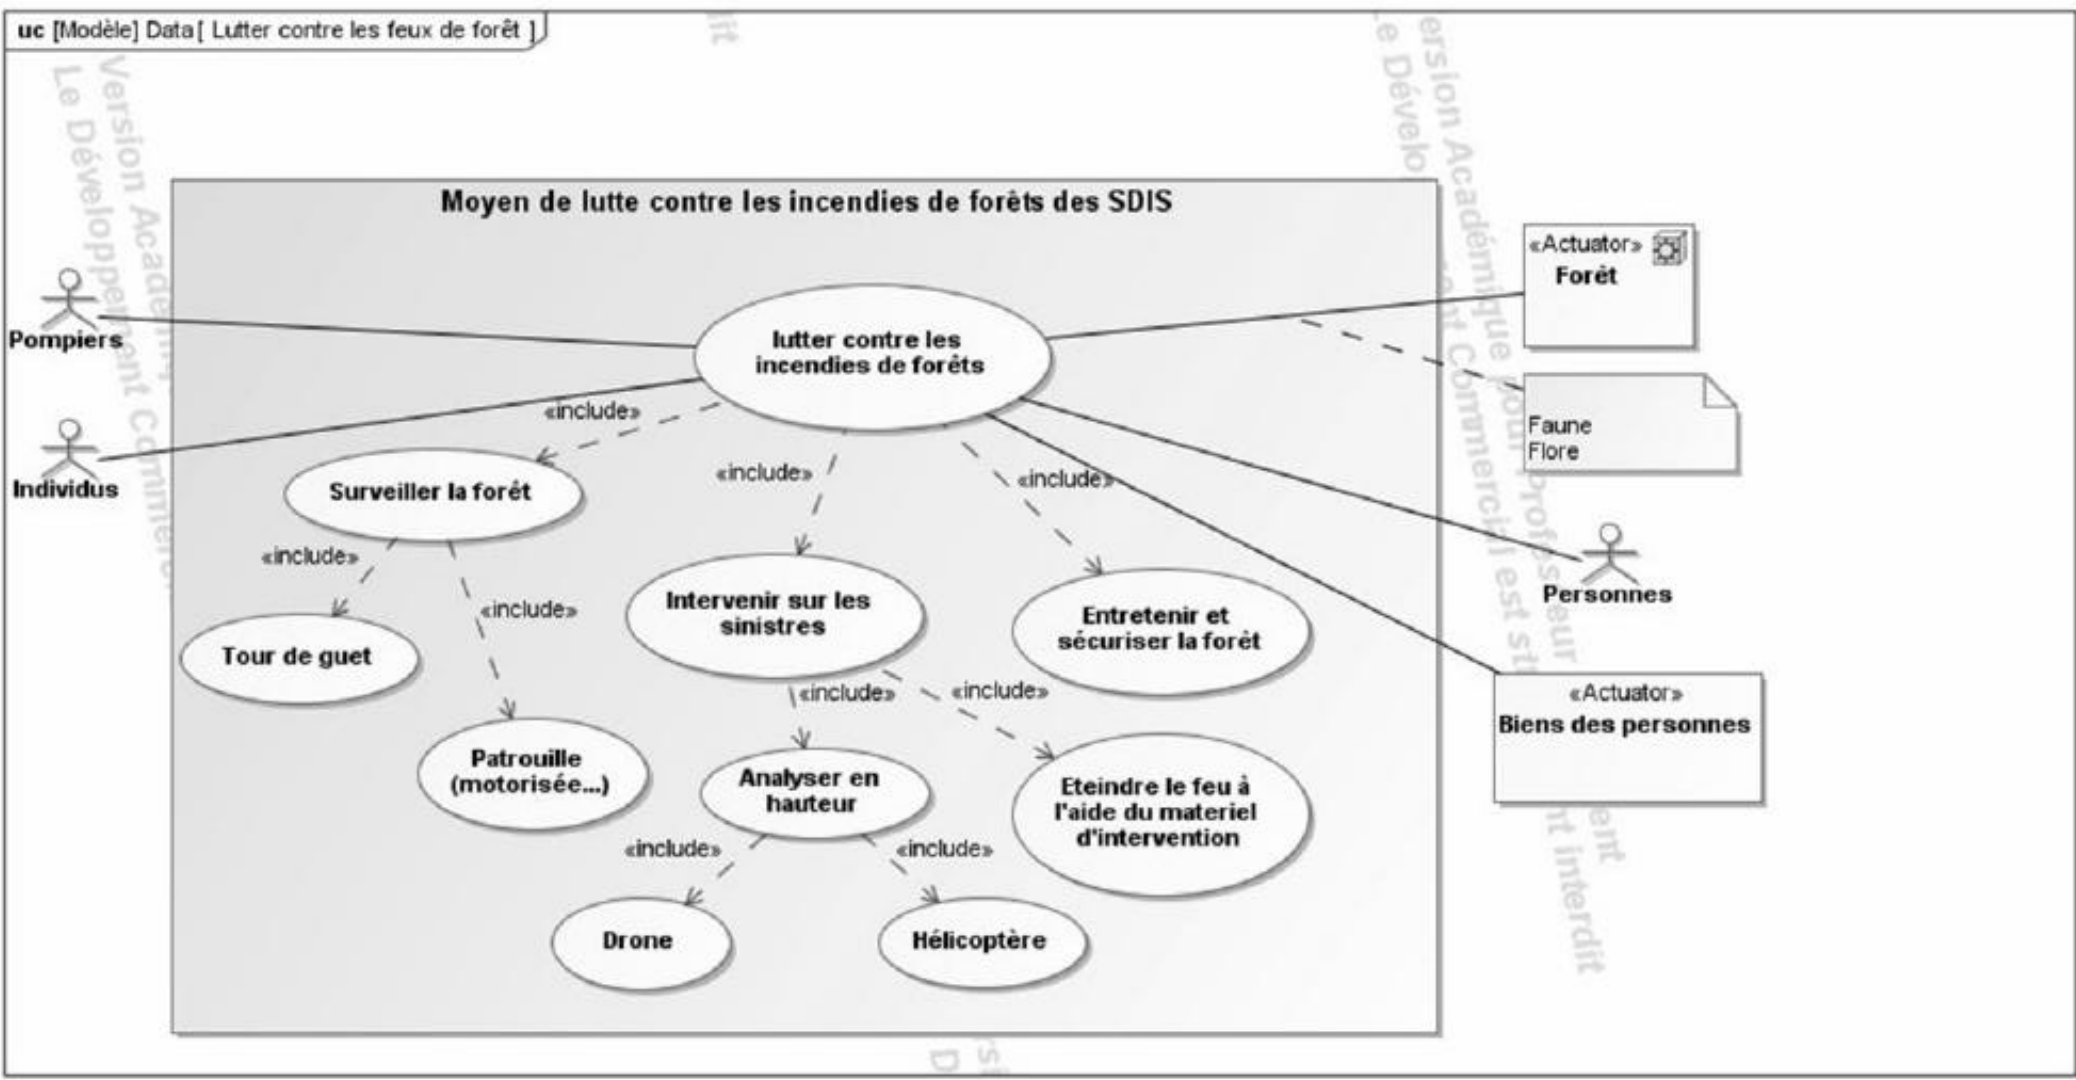 uc [Modèle] Data [ Lutter contre les feux de forêt ]
Moyen de lutte contre les incendies de forêts des SDIS
Pompiers
Individus
lutter contre les
incendies de forêts
«Actuator»
Forêt
Faune
Flore
«include»
«include»
«include»
Surveiller la forêt
«include»
«include»
Intervenir sur les
sinistres
Entretenir et
sécuriser la forêt
Personnes
Tour de guet
«include»
«include»
«Actuator»
Biens des personnes
Patrouille
(motorisée...)
Analyser en
hauteur
Eteindre le feu à
l'aide du materiel
d'intervention
«include»
«include»
Drone
Hélicoptère